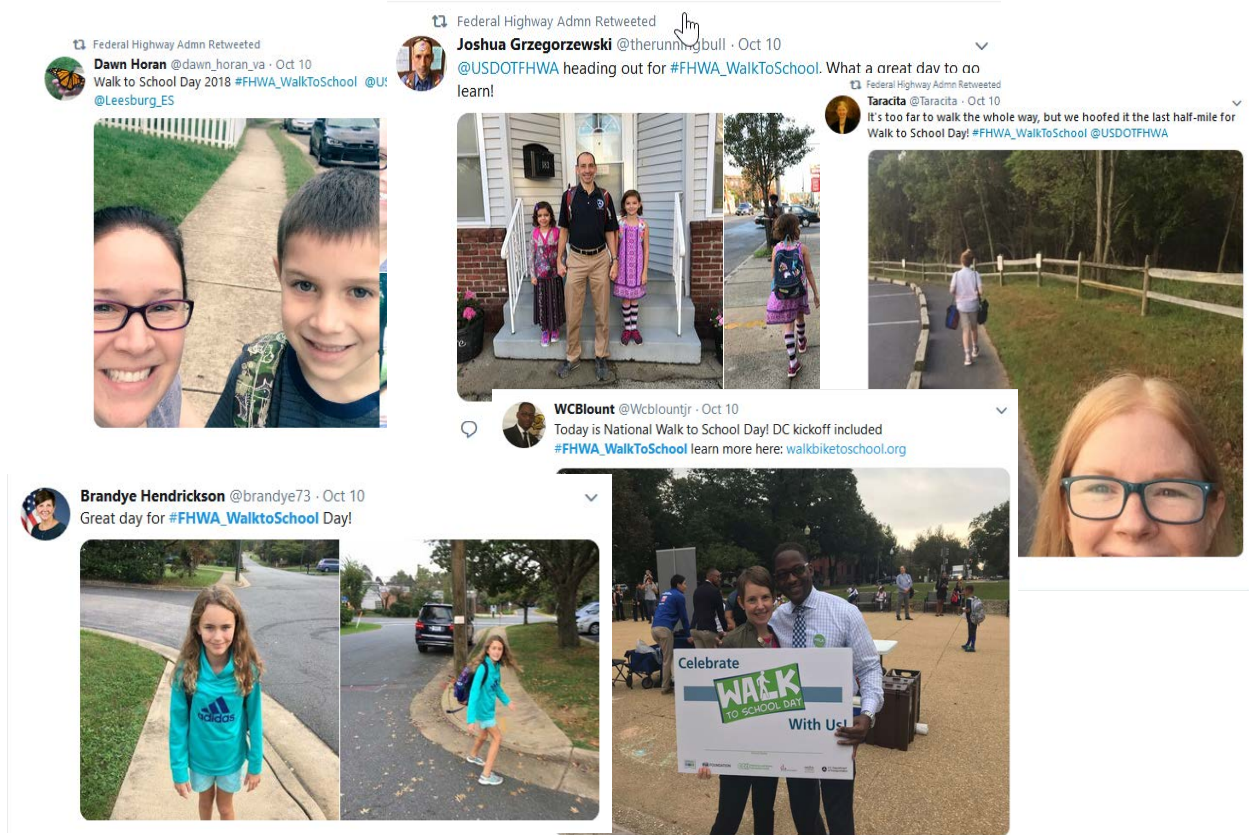 Federal Highway Admn Retweeted
Dawn Horan @dawn_horan_va · Oct 10
Walk to School Day 2018 #FHWA_WalkToSchool @US
@Leesburg_ES
Federal Highway Admn Retweeted
Joshua Grzegorzewski @therunningbull · Oct 10
@USDOTFHWA heading out for #FHWA_WalkToSchool. What a great day to go
learn!
Federal Highway Admn Retweeted
Taracita @Taracita · Oct 10
It's too far to walk the whole way, but we hoofed it the last half-mile for
Walk to School Day! #FHWA_WalkToSchool @USDOTFHWA
WCBlount @Wcblountjr · Oct 10
Today is National Walk to School Day! DC kickoff included
#FHWA_WalkToSchool learn more here: walkbiketoschool.org
Celebrate
WALK
TO SCHOOL DAY
With Us!
Brandye Hendrickson @brandye73 · Oct 10
Great day for #FHWA_WalktoSchool Day!
adidas